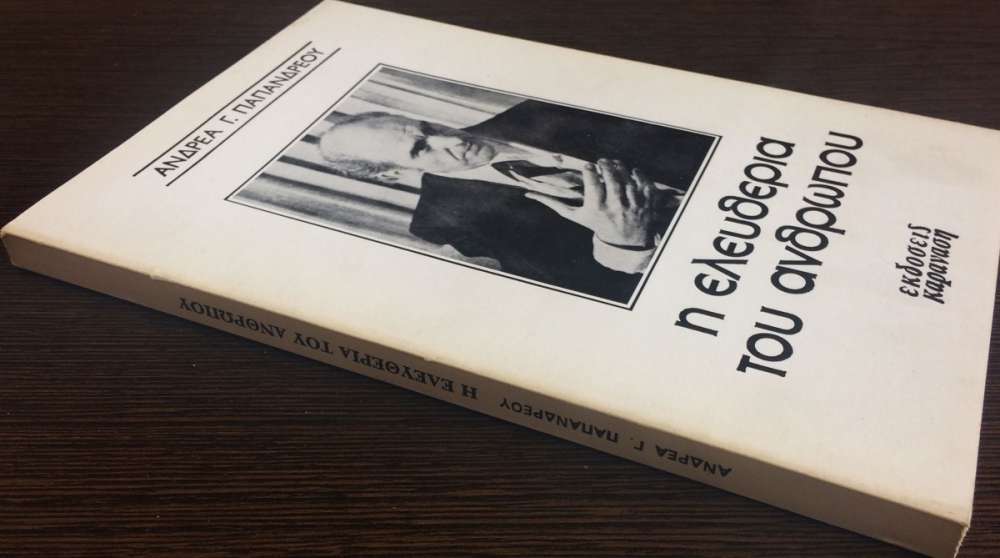 ΑΝΔΡΕΑ Γ. ΠΑΠΑΝΔΡΕΟΥ
η ελευθερια
του ανθρωπου
εκδοσεις
καραναση
ΑΝΔΡΕΑ Γ. ΠΑΠΑΝΔΡΕΟΥ Η ΕΛΕΥΘΕΡΙΑ ΤΟΥ ΑΝΘΡΩΠΟΥ